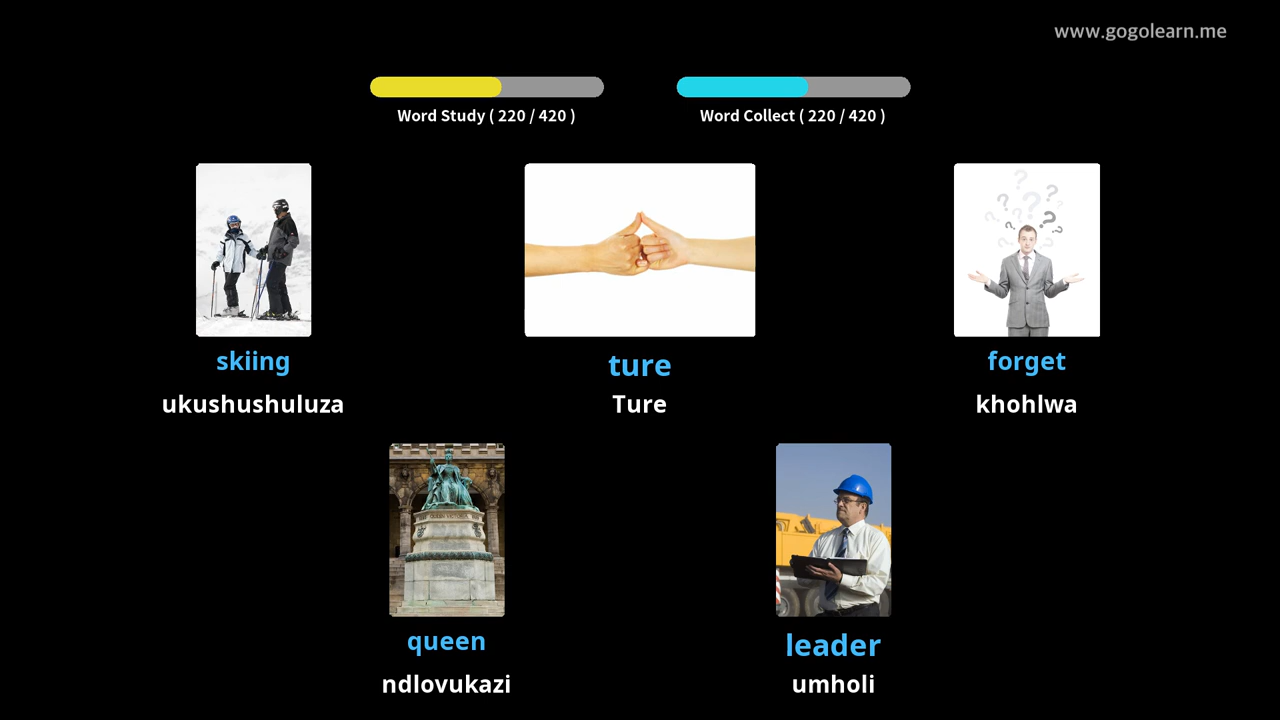 www.gogolearn.me
Word Study ( 220 / 420 )
Word Collect ( 220 / 420 )
skiing
ukushushuluza
ture
Ture
forget
khohlwa
queen
ndlovukazi
leader
umholi